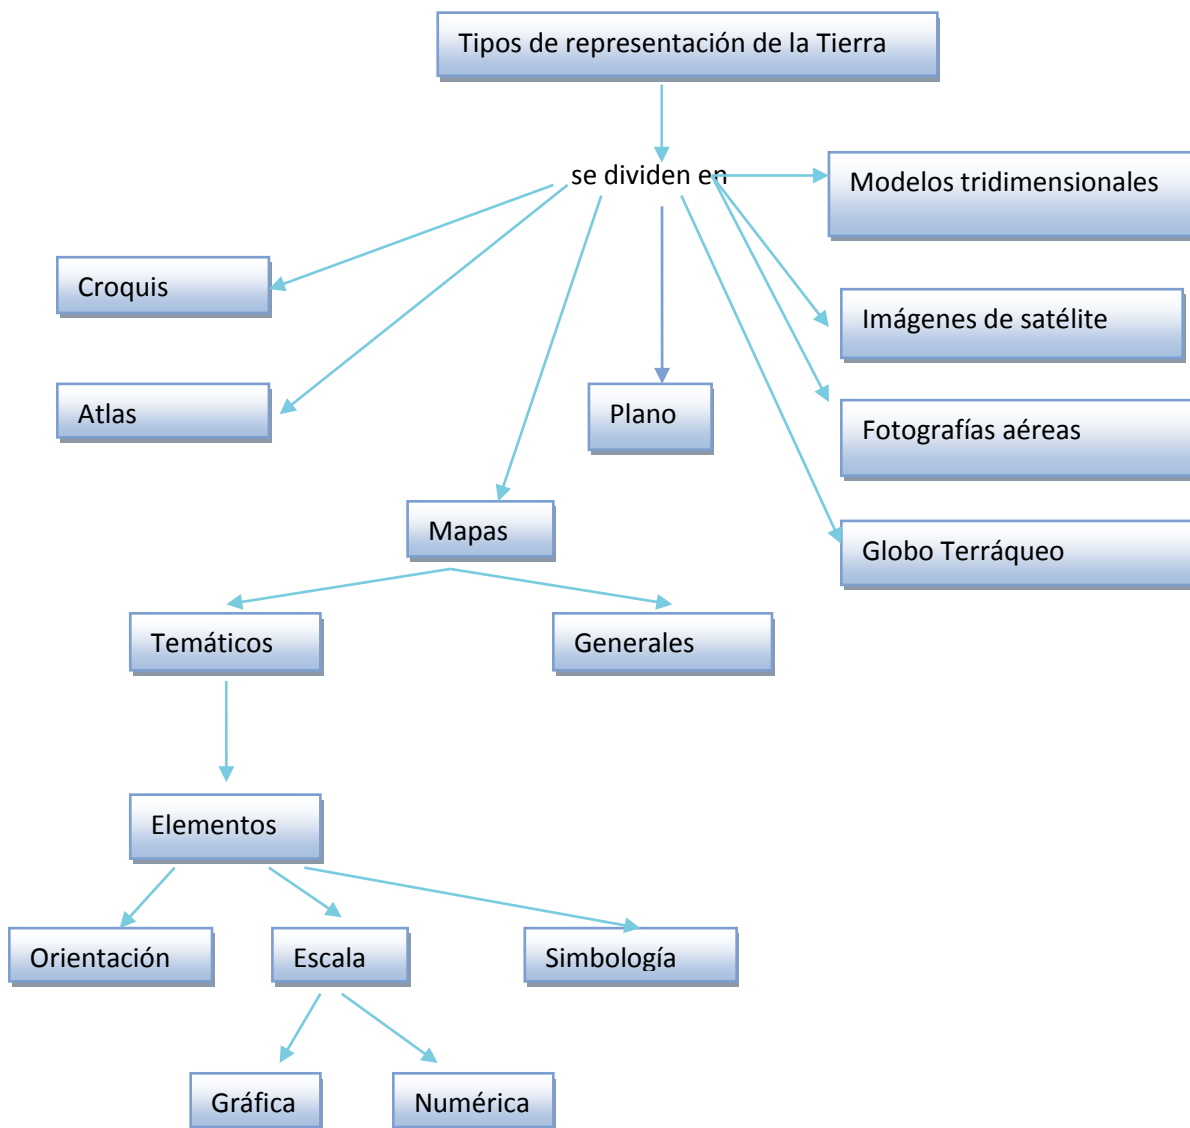 Tipos de representación de la Tierra
se dividen en
Modelos tridimensionales
Croquis
Imágenes de satélite
Atlas
Plano
Fotografías aéreas
Mapas
Globo Terráqueo
Temáticos
Generales
Elementos
Orientación
Escala
Simbología
Gráfica
Numérica